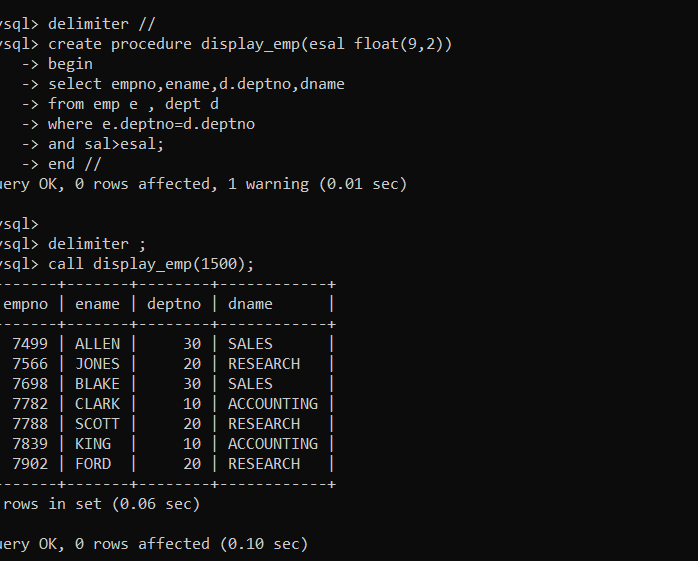 ysql> delimiter //
ysql> create procedure display_emp(esal float(9,2))
-> begin
-> select empno,ename,d.deptno,dname
-> from emp e , dept d
-> where e.deptno=d.deptno
-> and sal>esal;
-> end //
uery OK, 0 rows affected, 1 warning (0.01 sec)
ysql>
ysql> delimiter ;
ysql> call display_emp(1500);
-------+-------+--------+------------+
empno | ename | deptno | dname      |
-------+-------+--------+------------+
7499 | ALLEN |     30 | SALES      |
7566 | JONES |     20 | RESEARCH   |
7698 | BLAKE |     30 | SALES      |
7782 | CLARK |     10 | ACCOUNTING |
7788 | SCOTT |     20 | RESEARCH   |
7839 | KING  |     10 | ACCOUNTING |
7902 | FORD  |     20 | RESEARCH   |
-------+-------+--------+------------+
rows in set (0.06 sec)
uery OK, 0 rows affected (0.10 sec)